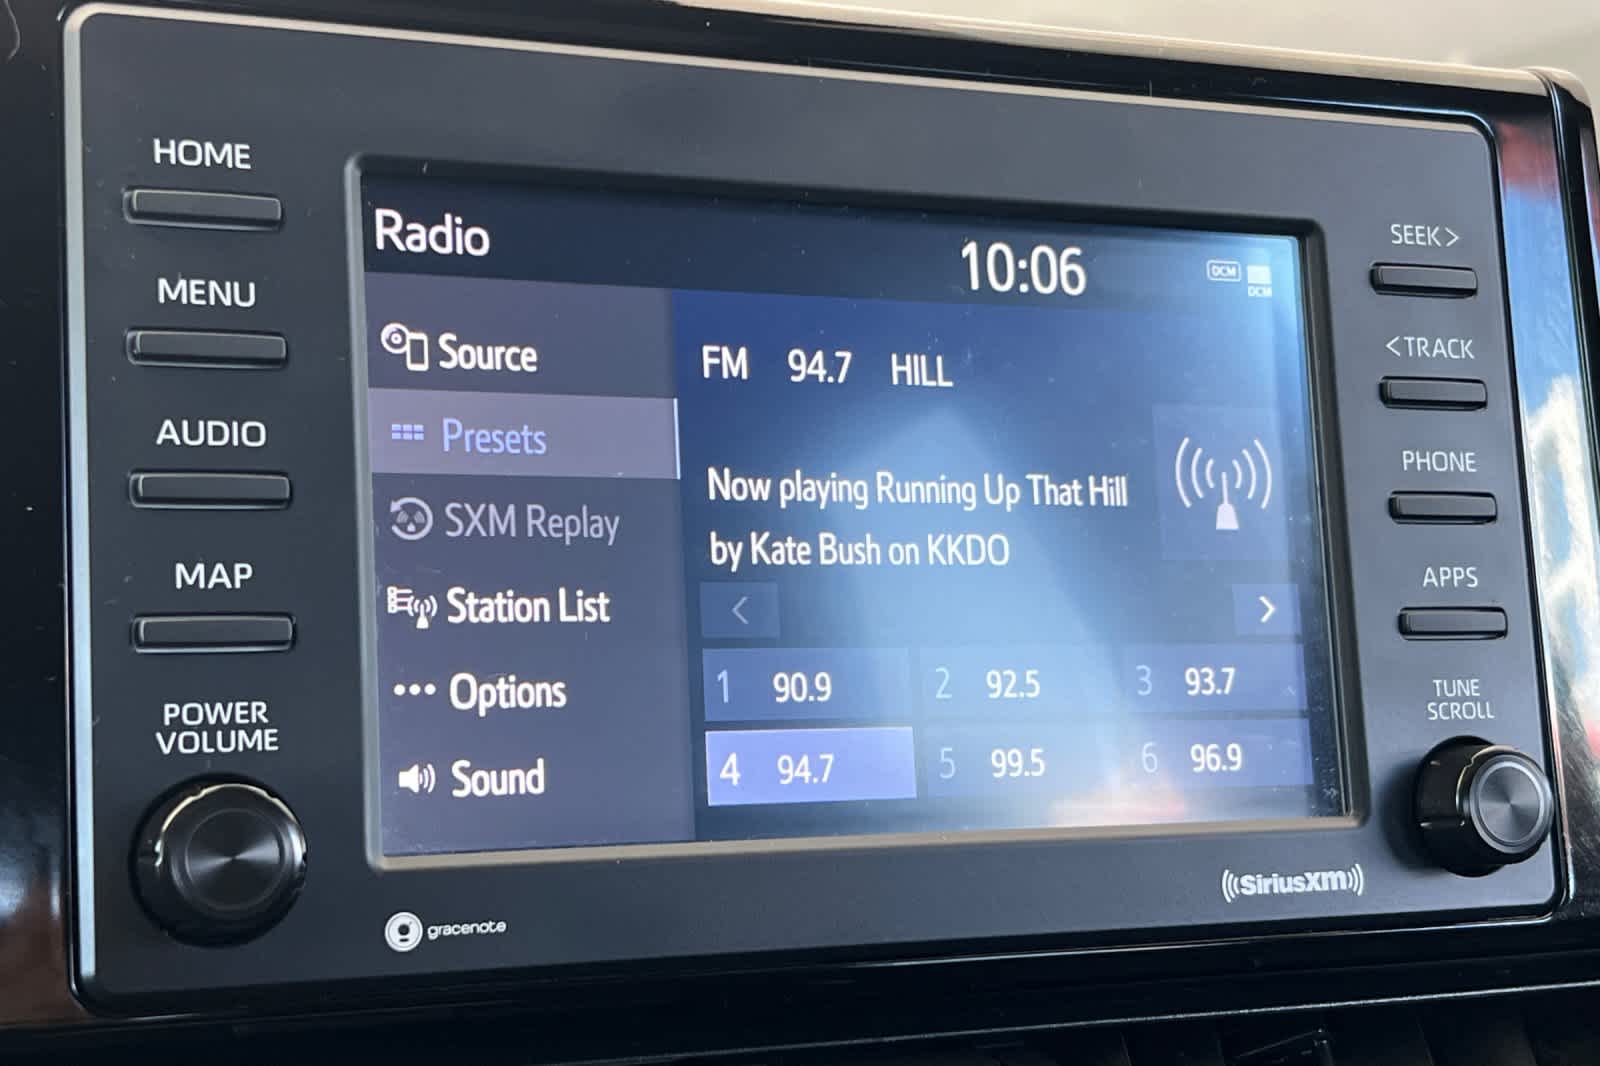 HOME
MENU
AUDIO
MAP
POWER
VOLUME
Radio
10:06
DCM
DCM
Source
Presets
SXM Replay
Station List
Options
Sound
FM 94.7 HILL
Now playing Running Up That Hill
by Kate Bush on KKDO
< >
1 90.9 2 92.5 3 93.7
4 94.7 5 99.5 6 96.9
SEEK >
< TRACK
PHONE
APPS
TUNE
SCROLL
gracenote
SiriusXM